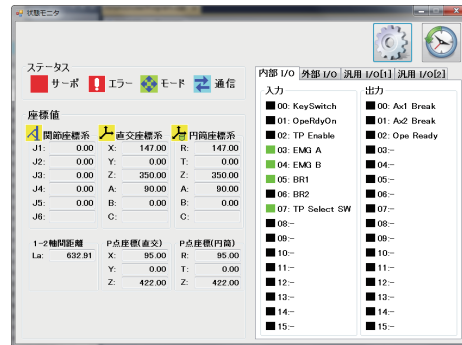 状態モニタ
ステータス
サーボ エラー モード 通信
座標値
関節座標系 直交座標系 円筒座標系
J1: 0.00 X: 147.00 R: 147.00
J2: 0.00 Y: 0.00 T: 0.00
J3: 0.00 Z: 350.00 Z: 350.00
J4: 0.00 A: 90.00 A: 90.00
J5: 0.00 B: 0.00 B: 0.00
J6: C: C:
1-2軸間距離 P点座標(直交) P点座標(円筒)
La: 632.91 X: 95.00 R: 95.00
Y: 0.00 T: 0.00
Z: 422.00 Z: 422.00
内部 I/O 外部 I/O 汎用 I/O[1] 汎用 I/O[2]
入力
00: KeySwitch
01: OpeRdyOn
02: TP Enable
03: EMG A
04: EMG B
05: BR1
06: BR2
07: TP Select SW
08:-
09:-
10:-
11:-
12:-
13:-
14:-
15:-
出力
00: Ax1 Break
01: Ax2 Break
02: Ope Ready
03:-
04:-
05:-
06:-
07:-
08:-
09:-
10:-
11:-
12:-
13:-
14:-
15:-